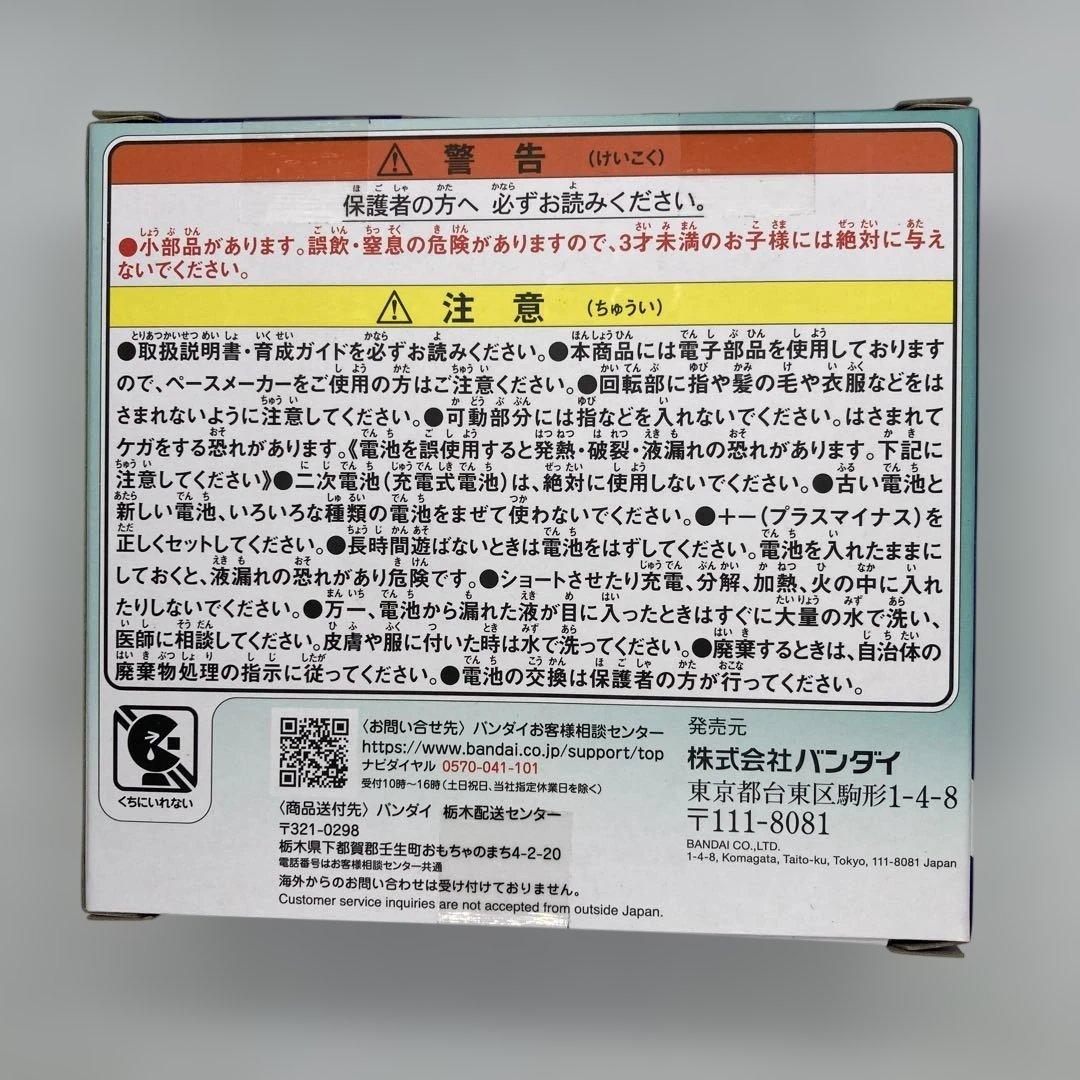 ⚠ 警告 (けいこく)
保護者の方へ 必ずお読みください。
●小部品があります。誤飲・窒息の危険がありますので、3才未満のお子様には絶対に与え
ないでください。
⚠ 注意 (ちゅうい)
●取扱説明書・育成ガイドを必ずお読みください。●本商品には電子部品を使用しております
ので、ペースメーカーをご使用の方はご注意ください。●回転部に指や髪の毛や衣服などをは
さまれないように注意してください。●可動部分には指などを入れないでください。はさまれて
ケガをする恐れがあります。《電池を誤使用すると発熱・破裂・液漏れの恐れがあります。下記に
注意してください》●二次電池(充電式電池)は、絶対に使用しないでください。●古い電池と
新しい電池、いろいろな種類の電池をまぜて使わないでください。●+−(プラスマイナス)を
正しくセットしてください。●長時間遊ばないときは電池をはずしてください。電池を入れたままに
しておくと、液漏れの恐れがあり危険です。●ショートさせたり充電、分解、加熱、火の中に入れ
たりしないでください。●万一、電池から漏れた液が目に入ったときはすぐに大量の水で洗い、
医師に相談してください。皮膚や服に付いた時は水で洗ってください。●廃棄するときは、自治体の
廃棄物処理の指示に従ってください。●電池の交換は保護者の方が行ってください。
くちにいれない
〈お問い合せ先〉バンダイお客様相談センター
https://www.bandai.co.jp/support/top
ナビダイヤル 0570-041-101
受付10時〜16時(土日祝日、当社指定休業日を除く)
〈商品送付先〉バンダイ 栃木配送センター
〒321-0298
栃木県下都賀郡壬生町おもちゃのまち4-2-20
電話番号はお客様相談センター共通
海外からのお問い合わせは受け付けておりません。
Customer service inquiries are not accepted from outside Japan.
発売元
株式会社バンダイ
東京都台東区駒形1-4-8
〒111-8081
BANDAI CO.,LTD.
1-4-8, Komagata, Taito-ku, Tokyo, 111-8081 Japan